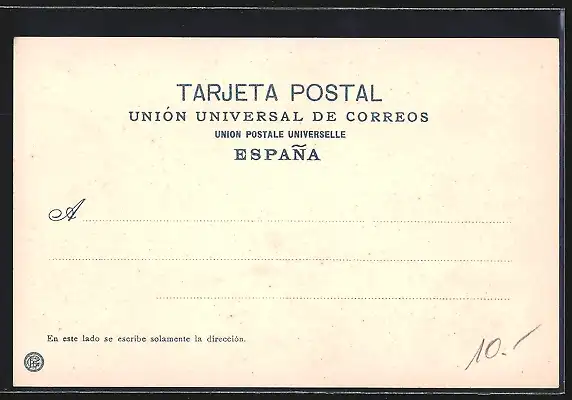 TARJETA POSTAL
UNIÓN UNIVERSAL DE CORREOS
UNION POSTALE UNIVERSELLE
ESPAÑA
A
En este lado se escribe solamente la dirección.
10.-